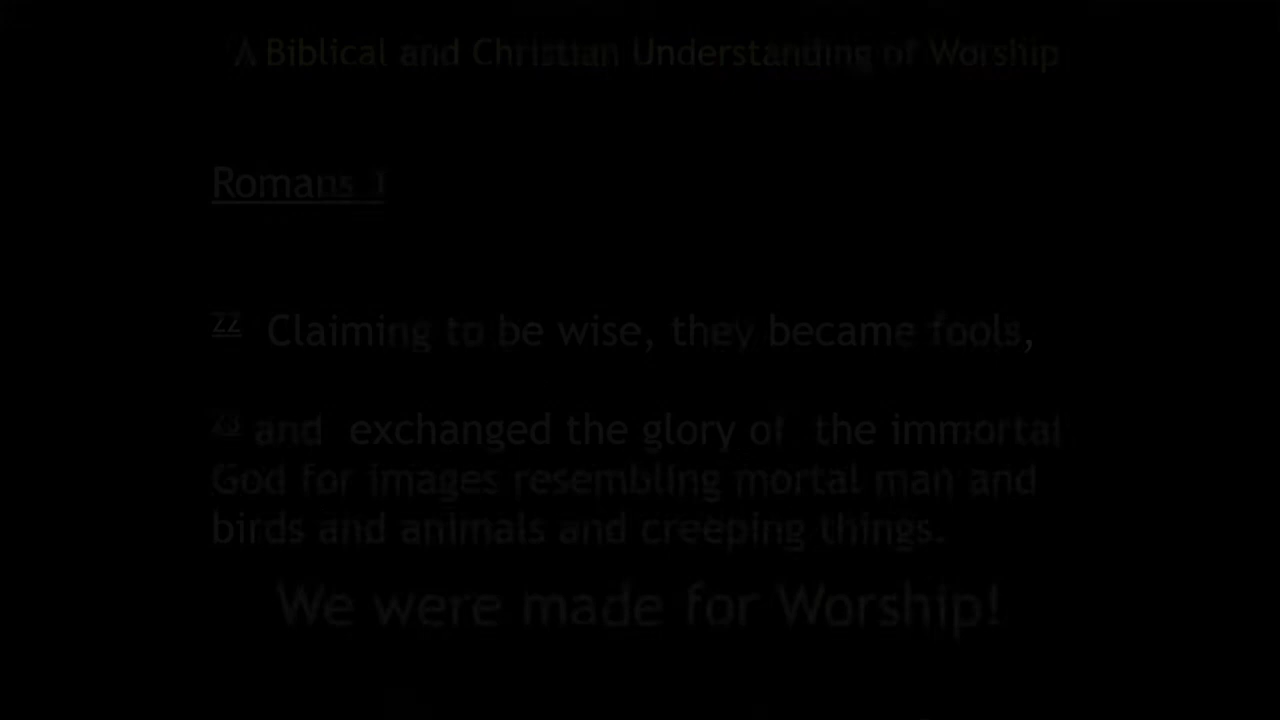 A Biblical and Christian Understanding of Worship
Romans 1
22 Claiming to be wise, they became fools,
23 and exchanged the glory of the immortal
God for images resembling mortal man and
birds and animals and creeping things.
We were made for Worship!